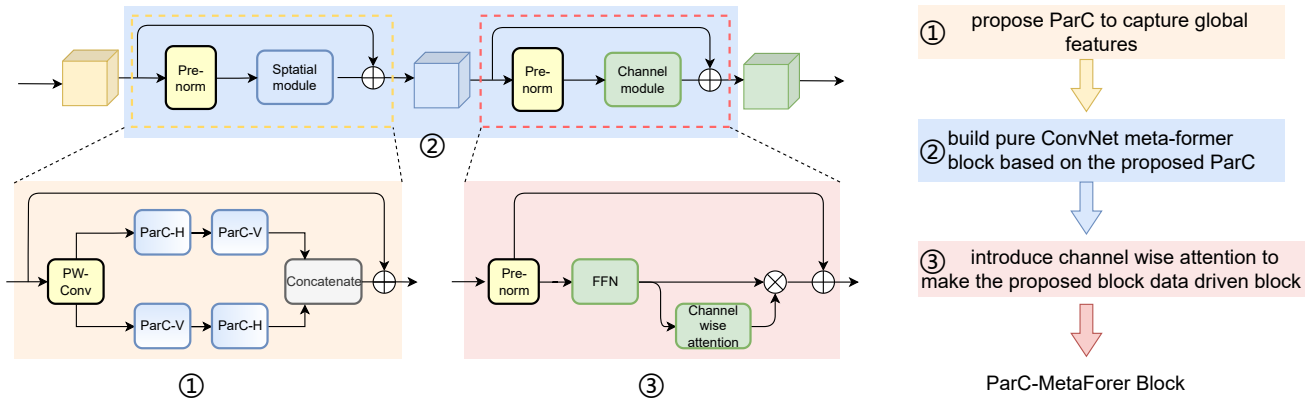 Pre-
norm
Sptatial
module
Pre-
norm
Channel
module
②
PW-
Conv
ParC-H
ParC-V
ParC-V
ParC-H
Concatenate
①
Pre-
norm
FFN
Channel
wise
attention
③
① propose ParC to capture global
features
② build pure ConvNet meta-former
block based on the proposed ParC
③ introduce channel wise attention to
make the proposed block data driven block
ParC-MetaForer Block